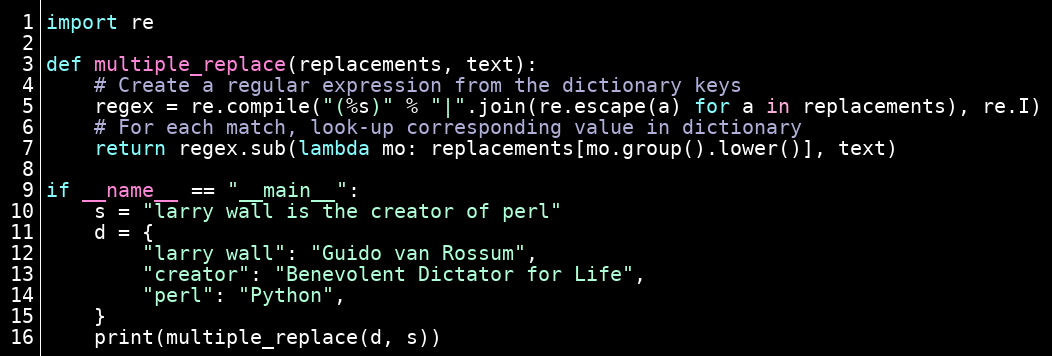 1 import re
2
3 def multiple_replace(replacements, text):
4     # Create a regular expression from the dictionary keys
5     regex = re.compile("(%s)" % "|".join(re.escape(a) for a in replacements), re.I)
6     # For each match, look-up corresponding value in dictionary
7     return regex.sub(lambda mo: replacements[mo.group().lower()], text)
8
9 if __name__ == "__main__":
10     s = "larry wall is the creator of perl"
11     d = {
12         "larry wall": "Guido van Rossum",
13         "creator": "Benevolent Dictator for Life",
14         "perl": "Python",
15     }
16     print(multiple_replace(d, s))